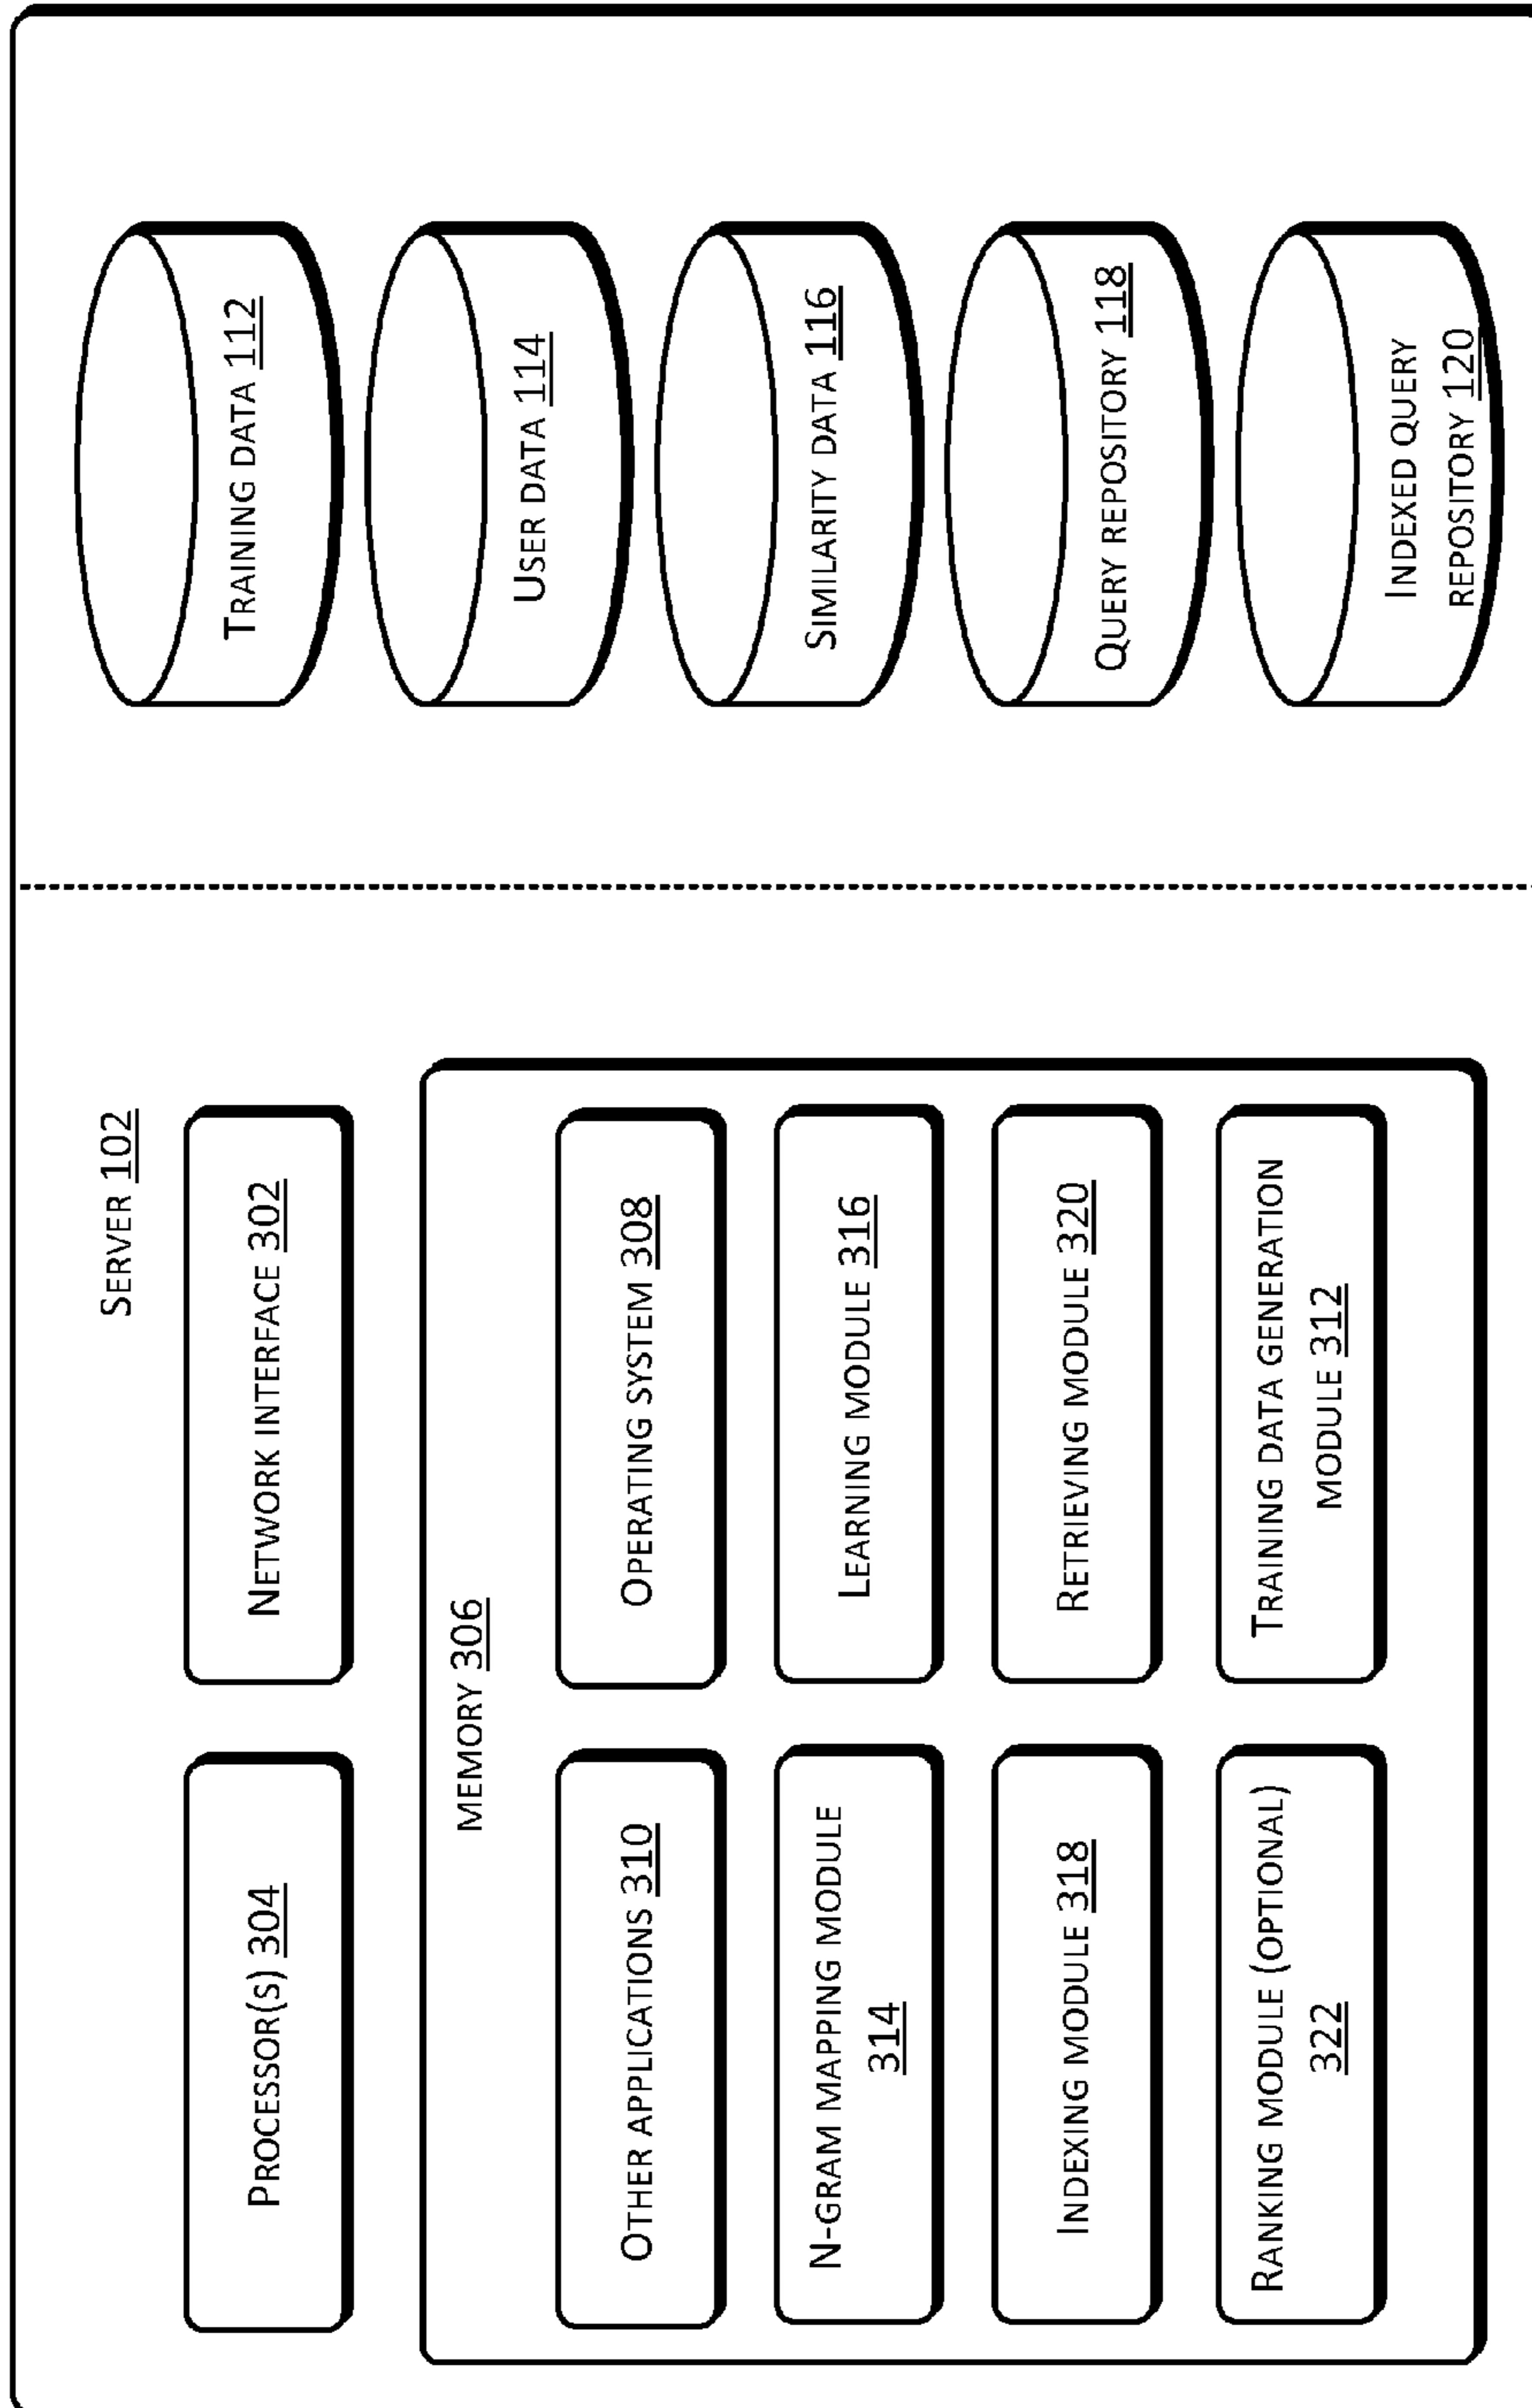 SERVER 102
PROCESSOR(S) 304
NETWORK INTERFACE 302
MEMORY 306
OTHER APPLICATIONS 310
OPERATING SYSTEM 308
N-GRAM MAPPING MODULE
314
LEARNING MODULE 316
INDEXING MODULE 318
RETRIEVING MODULE 320
RANKING MODULE (OPTIONAL)
322
TRAINING DATA GENERATION
MODULE 312
TRAINING DATA 112
USER DATA 114
SIMILARITY DATA 116
QUERY REPOSITORY 118
INDEXED QUERY
REPOSITORY 120